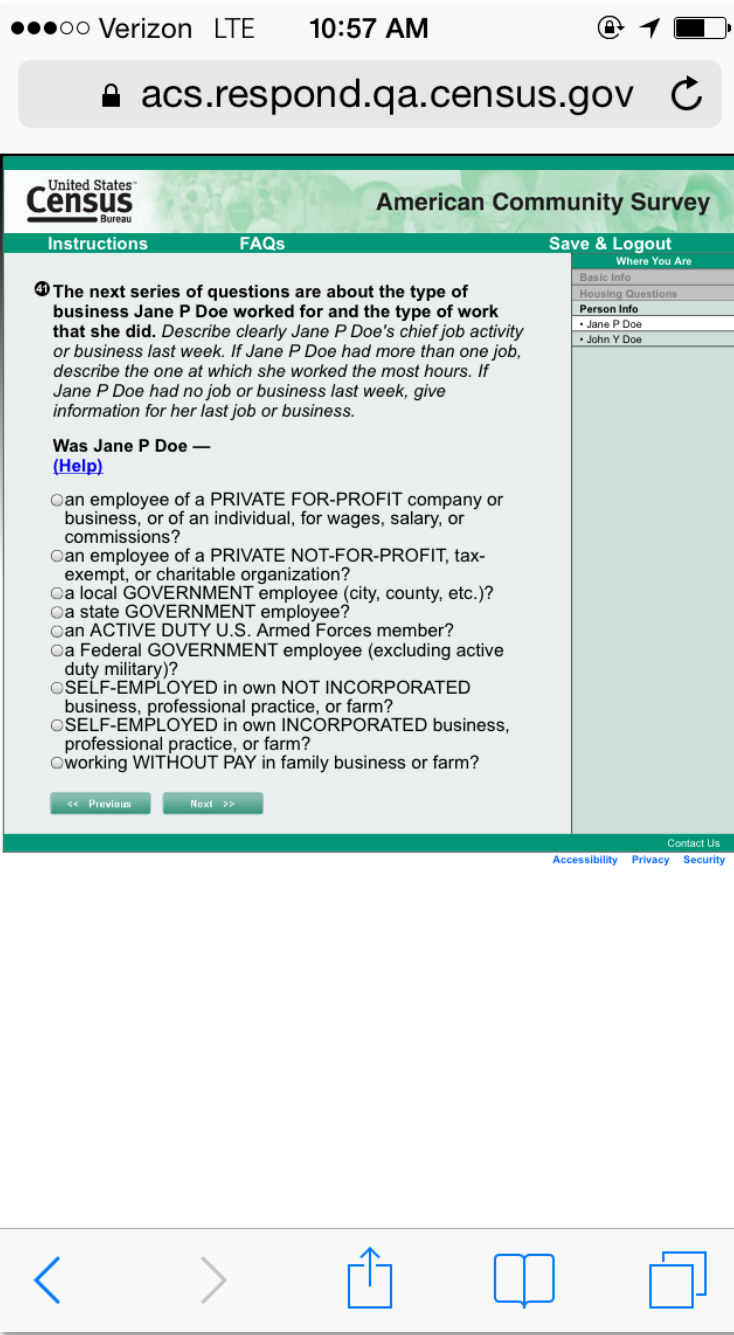 Verizon LTE 10:57 AM
acs.respond.qa.census.gov
United States™
Census
Bureau
American Community Survey
Instructions FAQs Save & Logout
Where You Are
Basic Info
Housing Questions
Person Info
• Jane P Doe
• John Y Doe
41 The next series of questions are about the type of
business Jane P Doe worked for and the type of work
that she did. Describe clearly Jane P Doe's chief job activity
or business last week. If Jane P Doe had more than one job,
describe the one at which she worked the most hours. If
Jane P Doe had no job or business last week, give
information for her last job or business.
Was Jane P Doe —
(Help)
an employee of a PRIVATE FOR-PROFIT company or
business, or of an individual, for wages, salary, or
commissions?
an employee of a PRIVATE NOT-FOR-PROFIT, tax-
exempt, or charitable organization?
a local GOVERNMENT employee (city, county, etc.)?
a state GOVERNMENT employee?
an ACTIVE DUTY U.S. Armed Forces member?
a Federal GOVERNMENT employee (excluding active
duty military)?
SELF-EMPLOYED in own NOT INCORPORATED
business, professional practice, or farm?
SELF-EMPLOYED in own INCORPORATED business,
professional practice, or farm?
working WITHOUT PAY in family business or farm?
<< Previous Next >>
Contact Us
Accessibility Privacy Security